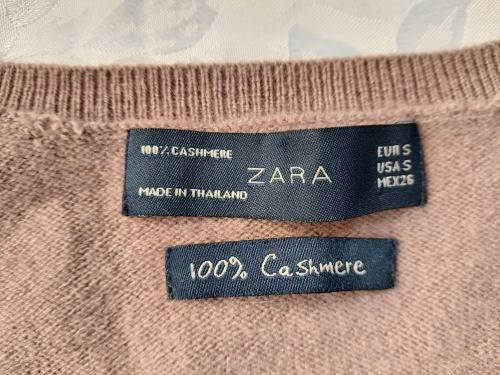 100% CASHMERE
ZARA
MADE IN THAILAND
EUR S
USA S
MEX 26
100% Cashmere